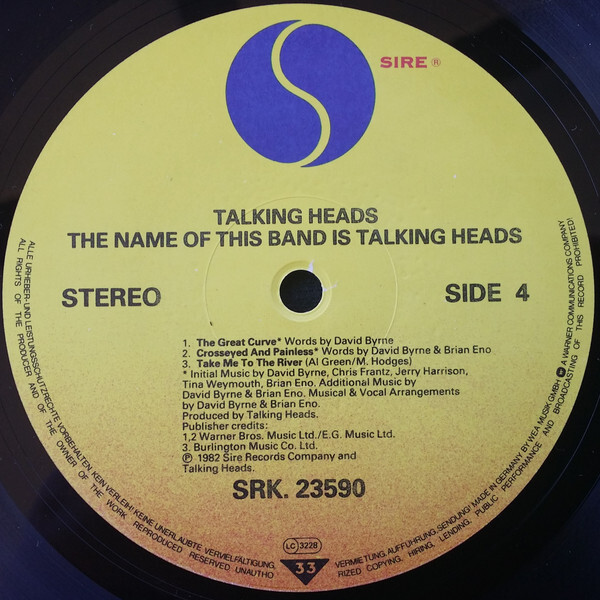 SIRE ®
TALKING HEADS
THE NAME OF THIS BAND IS TALKING HEADS
STEREO
SIDE 4
1. The Great Curve* Words by David Byrne
2. Crosseyed And Painless* Words by David Byrne & Brian Eno
3. Take Me To The River (Al Green/M. Hodges)
* Initial Music by David Byrne, Chris Frantz, Jerry Harrison,
Tina Weymouth, Brian Eno. Additional Music by
David Byrne & Brian Eno. Musical & Vocal Arrangements
by David Byrne & Brian Eno.
Produced by Talking Heads.
Publisher credits:
1,2 Warner Bros. Music Ltd./E.G. Music Ltd.
3. Burlington Music Co. Ltd.
℗ 1982 Sire Records Company and
Talking Heads.
SRK. 23590
LC 3228
33
ALLE URHEBER- UND LEISTUNGSSCHUTZRECHTE VORBEHALTEN. KEIN VERLEIH! KEINE UNERLAUBTE VERVIELFÄLTIGUNG,
VERMIETUNG, AUFFÜHRUNG, SENDUNG! MADE IN GERMANY BY WEA MUSIK GMBH A WARNER COMMUNICATIONS COMPANY
ALL RIGHTS OF THE PRODUCER AND OF THE OWNER OF THE WORK REPRODUCED RESERVED UNAUTHO
RIZED COPYING, HIRING, LENDING, PUBLIC PERFORMANCE AND BROADCASTING OF THIS RECORD PROHIBITED!